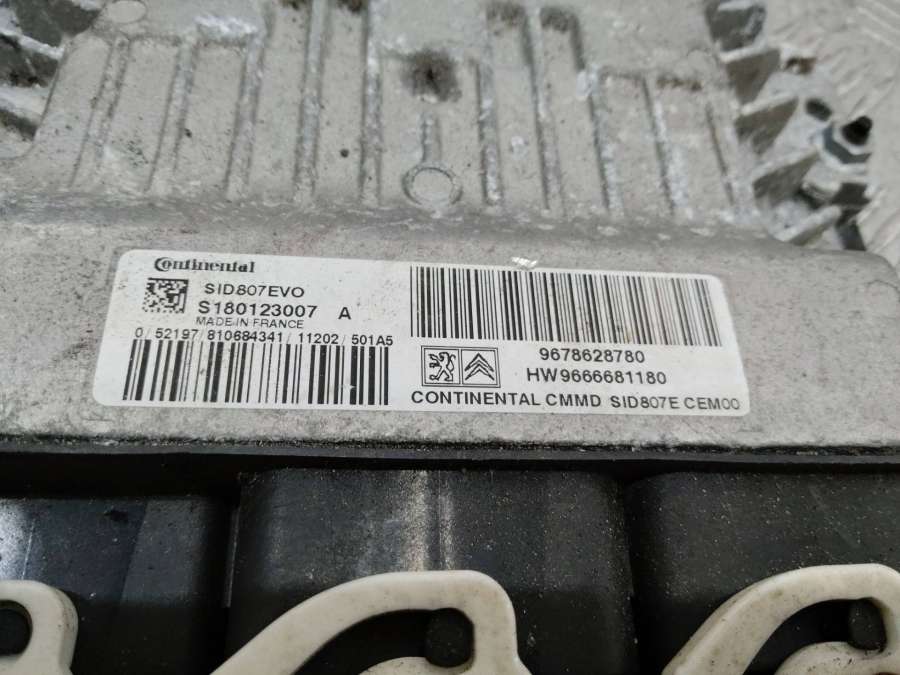 Continental
SID807EVO
S180123007 A
MADE IN FRANCE
0/52197/810684341/11202/501A5
9678628780
HW9666681180
CONTINENTAL CMMD SID807E CEM00